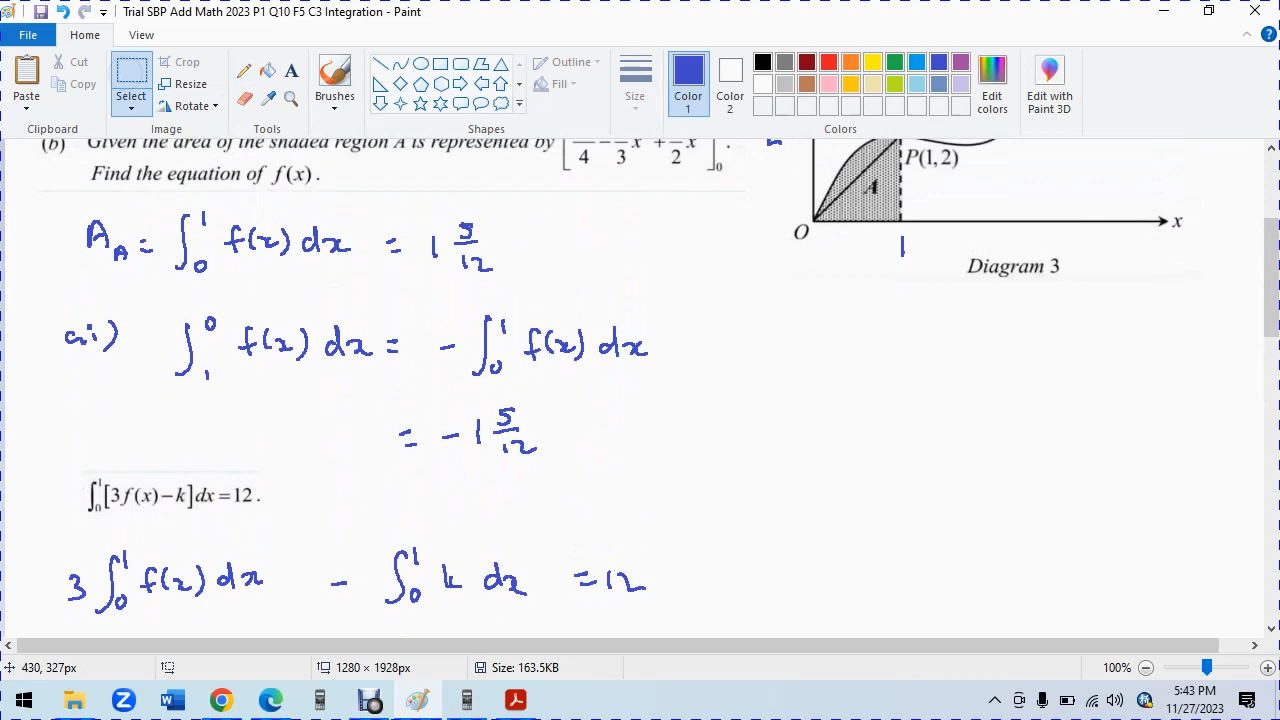 Trial SBP Add Math 2023 P1 Q10 F5 C3 Integration - Paint
File Home View
Paste Cut Copy Select Crop Resize Rotate Brushes Outline Fill Size Color 1 Color 2 Edit colors Edit with Paint 3D
Clipboard Image Tools Shapes Colors
(b) Given the area of the shaded region A is represented by [ /4 − /3 x + /2 x ]₀ .
Find the equation of f(x) .
P(1,2)
A
O
x
1
Diagram 3
A_A = ∫₀¹ f(x) dx = 1 5/12
ai) ∫₁⁰ f(x) dx = - ∫₀¹ f(x) dx
= - 1 5/12
∫₀¹ [3f(x) − k] dx = 12 .
3 ∫₀¹ f(x) dx - ∫₀¹ k dx = 12
430, 327px 1280 × 1928px Size: 163.5KB 100%
5:43 PM
11/27/2023